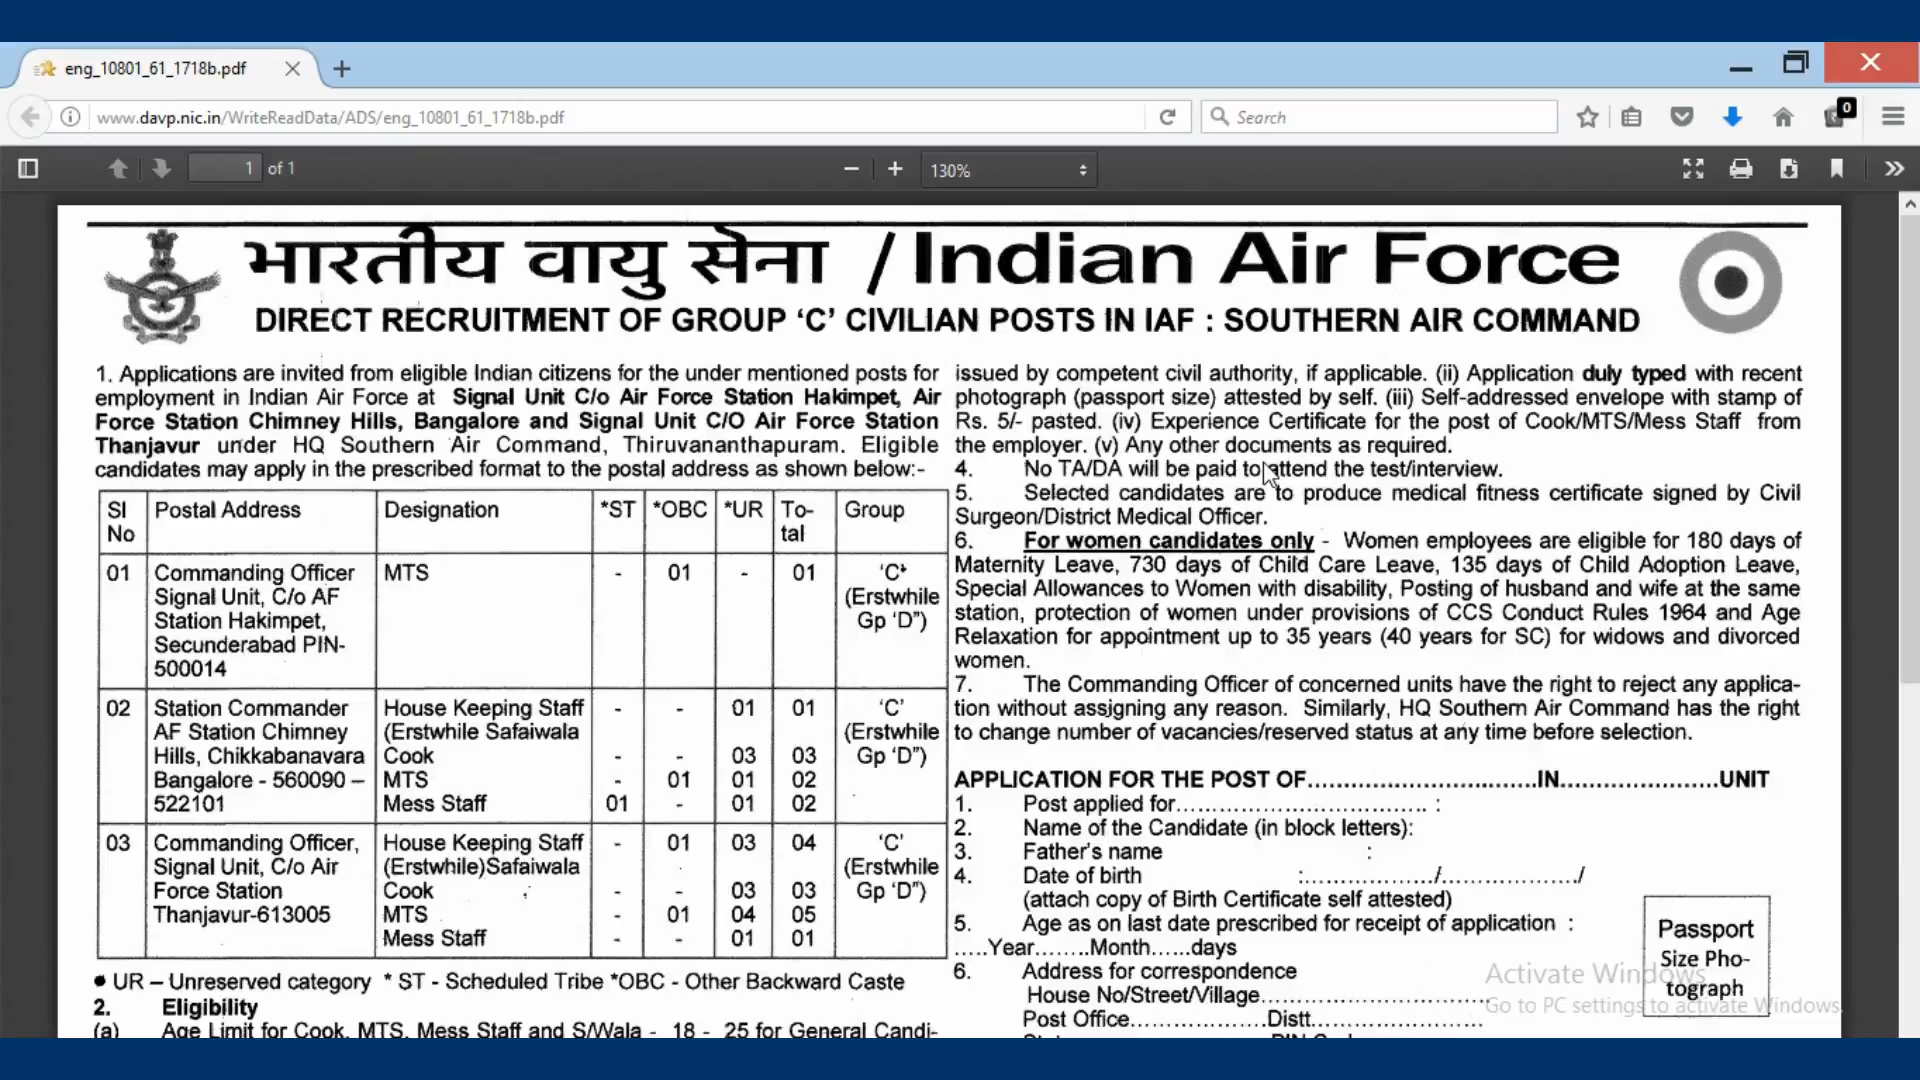 eng_10801_61_1718b.pdf
www.davp.nic.in/WriteReadData/ADS/eng_10801_61_1718b.pdf
Search
0
1 of 1
130%
भारतीय वायु सेना / Indian Air Force
DIRECT RECRUITMENT OF GROUP ‘C’ CIVILIAN POSTS IN IAF : SOUTHERN AIR COMMAND
1. Applications are invited from eligible Indian citizens for the under mentioned posts for
employment in Indian Air Force at Signal Unit C/o Air Force Station Hakimpet, Air
Force Station Chimney Hills, Bangalore and Signal Unit C/O Air Force Station
Thanjavur under HQ Southern Air Command, Thiruvananthapuram. Eligible
candidates may apply in the prescribed format to the postal address as shown below:-
Sl No | Postal Address | Designation | *ST | *OBC | *UR | To-tal | Group
01 | Commanding Officer | MTS | - | 01 | - | 01 | ‘C‘
Signal Unit, C/o AF | (Erstwhile
Station Hakimpet, | Gp ‘D”)
Secunderabad PIN-
500014
02 | Station Commander | House Keeping Staff | - | - | 01 | 01 | ‘C’
AF Station Chimney | (Erstwhile Safaiwala | (Erstwhile
Hills, Chikkabanavara | Cook | - | - | 03 | 03 | Gp ‘D”)
Bangalore - 560090 – | MTS | - | 01 | 01 | 02
522101 | Mess Staff | 01 | - | 01 | 02
03 | Commanding Officer, | House Keeping Staff | - | 01 | 03 | 04 | ‘C’
Signal Unit, C/o Air | (Erstwhile)Safaiwala | (Erstwhile
Force Station | Cook | - | - | 03 | 03 | Gp ‘D”)
Thanjavur-613005 | MTS | - | 01 | 04 | 05
Mess Staff | - | - | 01 | 01
● UR – Unreserved category * ST - Scheduled Tribe *OBC - Other Backward Caste
2. Eligibility
(a) Age Limit for Cook, MTS, Mess Staff and S/Wala - 18 - 25 for General Candi-
issued by competent civil authority, if applicable. (ii) Application duly typed with recent
photograph (passport size) attested by self. (iii) Self-addressed envelope with stamp of
Rs. 5/- pasted. (iv) Experience Certificate for the post of Cook/MTS/Mess Staff from
the employer. (v) Any other documents as required.
4. No TA/DA will be paid to attend the test/interview.
5. Selected candidates are to produce medical fitness certificate signed by Civil
Surgeon/District Medical Officer.
6. For women candidates only - Women employees are eligible for 180 days of
Maternity Leave, 730 days of Child Care Leave, 135 days of Child Adoption Leave,
Special Allowances to Women with disability, Posting of husband and wife at the same
station, protection of women under provisions of CCS Conduct Rules 1964 and Age
Relaxation for appointment up to 35 years (40 years for SC) for widows and divorced
women.
7. The Commanding Officer of concerned units have the right to reject any applica-
tion without assigning any reason. Similarly, HQ Southern Air Command has the right
to change number of vacancies/reserved status at any time before selection.
APPLICATION FOR THE POST OF..............................IN.....................UNIT
1. Post applied for.................................. :
2. Name of the Candidate (in block letters):
3. Father's name :
4. Date of birth :................/.................../
(attach copy of Birth Certificate self attested)
5. Age as on last date prescribed for receipt of application :
.....Year.......Month......days
6. Address for correspondence
House No/Street/Village..............................
Post Office..................Distt........................
Passport
Size Pho-
tograph
Activate Windows
Go to PC settings to activate Windows.